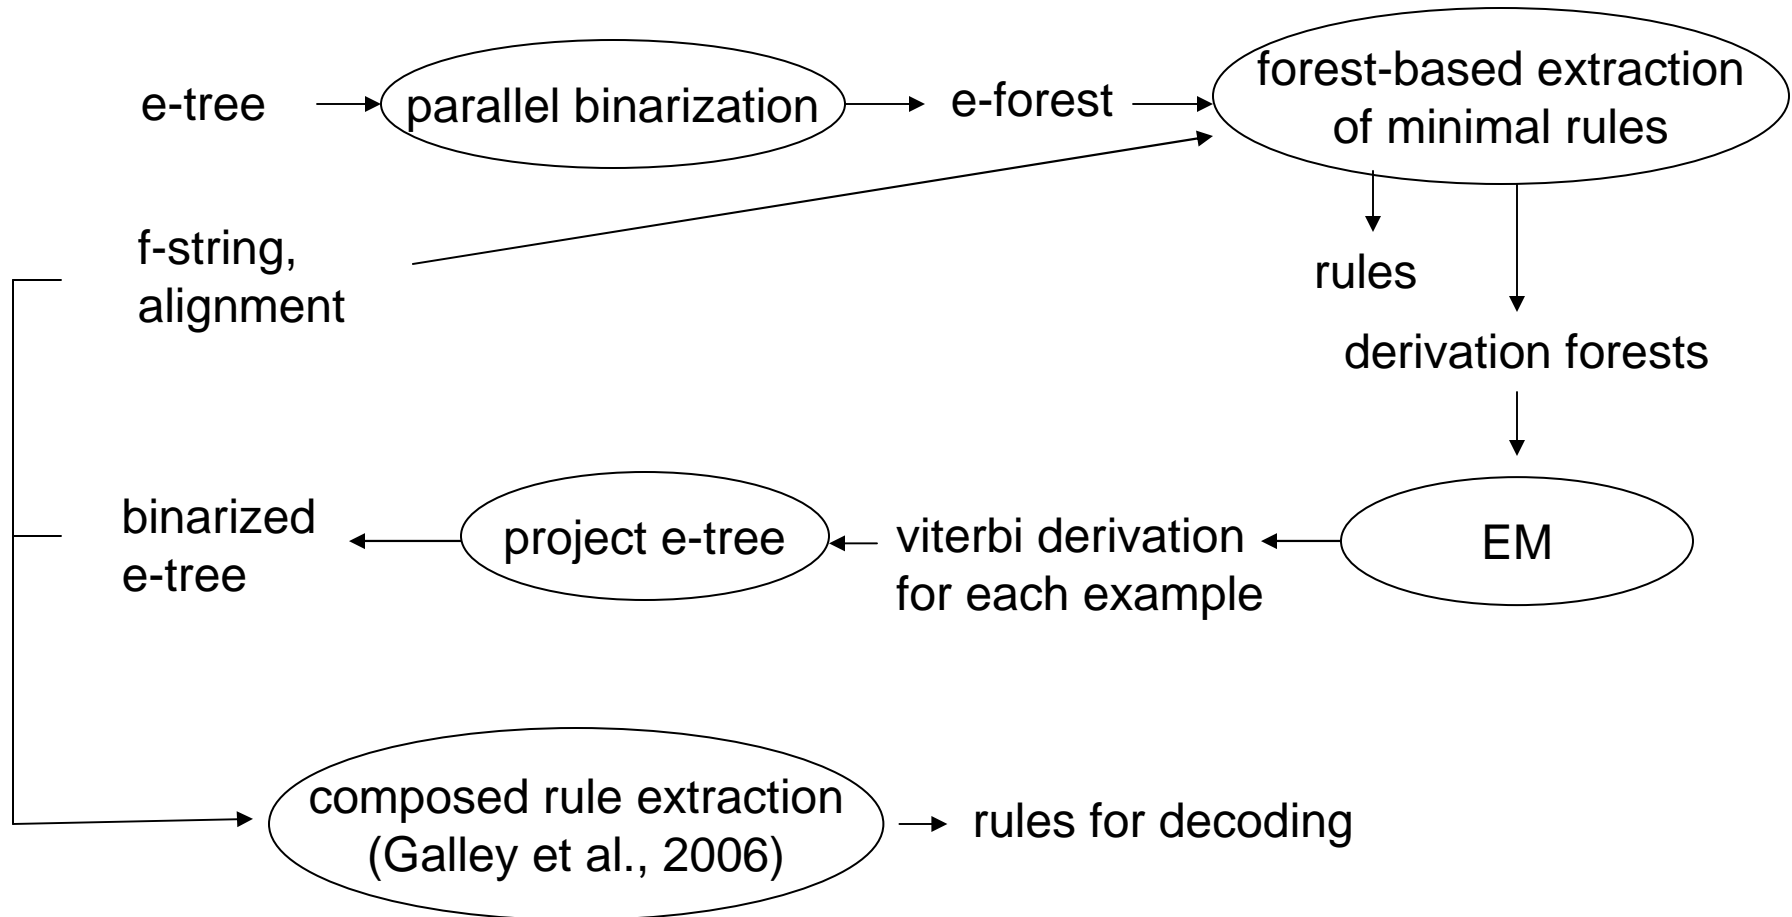 e-tree
parallel binarization
e-forest
forest-based extraction
of minimal rules
f-string,
alignment
rules
derivation forests
binarized
e-tree
project e-tree
viterbi derivation
for each example
EM
composed rule extraction
(Galley et al., 2006)
rules for decoding